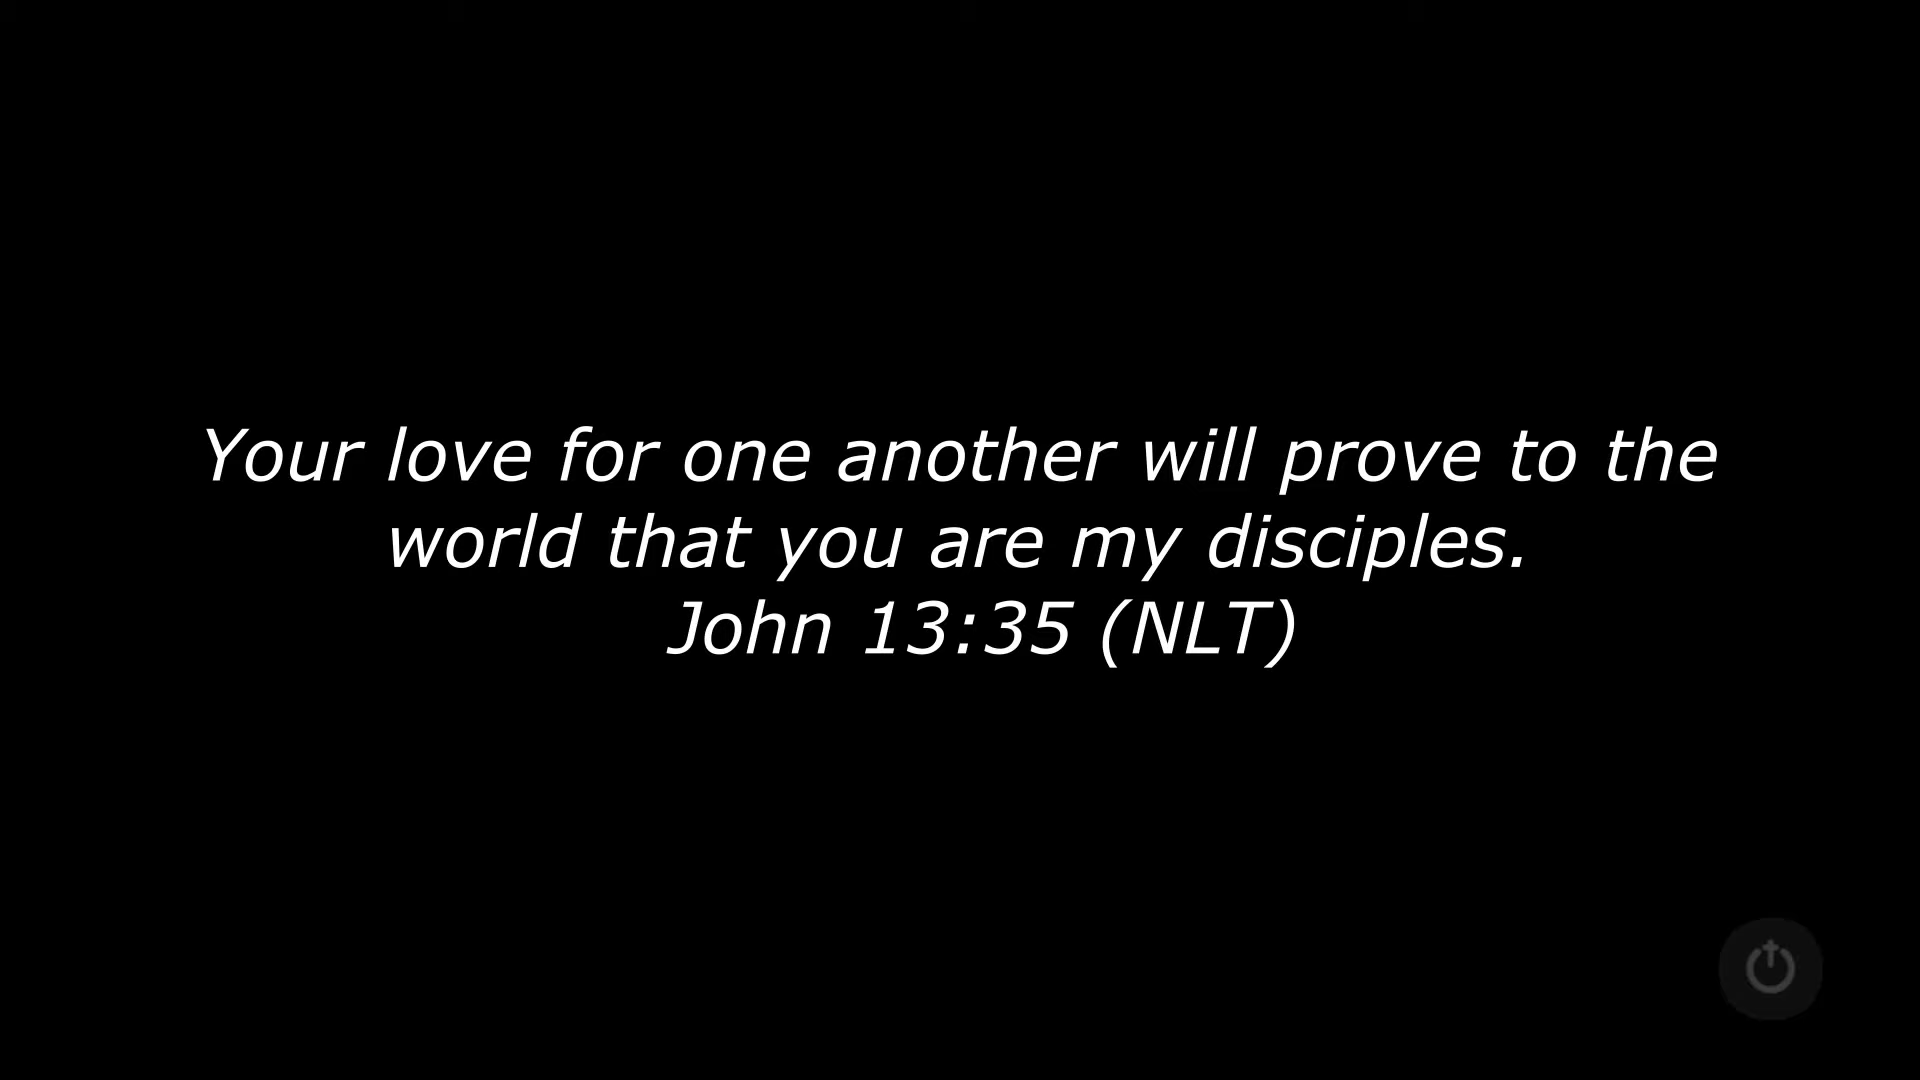 Your love for one another will prove to the
world that you are my disciples.
John 13:35 (NLT)